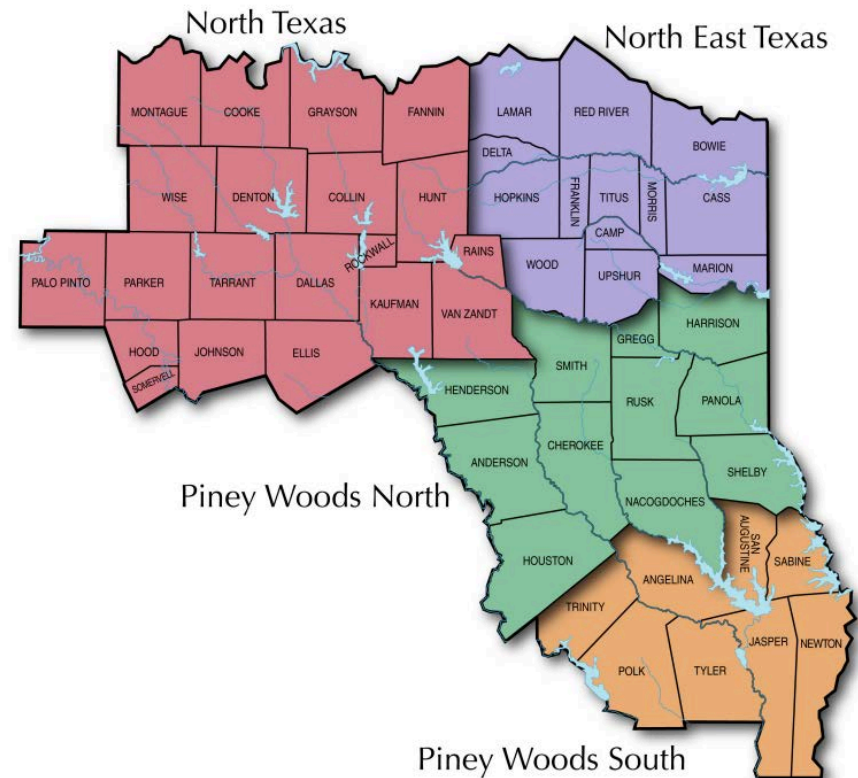 North Texas
North East Texas
MONTAGUE
COOKE
GRAYSON
FANNIN
LAMAR
RED RIVER
BOWIE
DELTA
WISE
DENTON
COLLIN
HUNT
HOPKINS
FRANKLIN
TITUS
MORRIS
CASS
CAMP
ROCKWALL
RAINS
WOOD
UPSHUR
MARION
PALO PINTO
PARKER
TARRANT
DALLAS
KAUFMAN
VAN ZANDT
HARRISON
GREGG
HOOD
JOHNSON
ELLIS
SOMERVELL
SMITH
HENDERSON
RUSK
PANOLA
CHEROKEE
ANDERSON
SHELBY
Piney Woods North
NACOGDOCHES
HOUSTON
SAN
AUGUSTINE
SABINE
ANGELINA
TRINITY
JASPER
NEWTON
POLK
TYLER
Piney Woods South